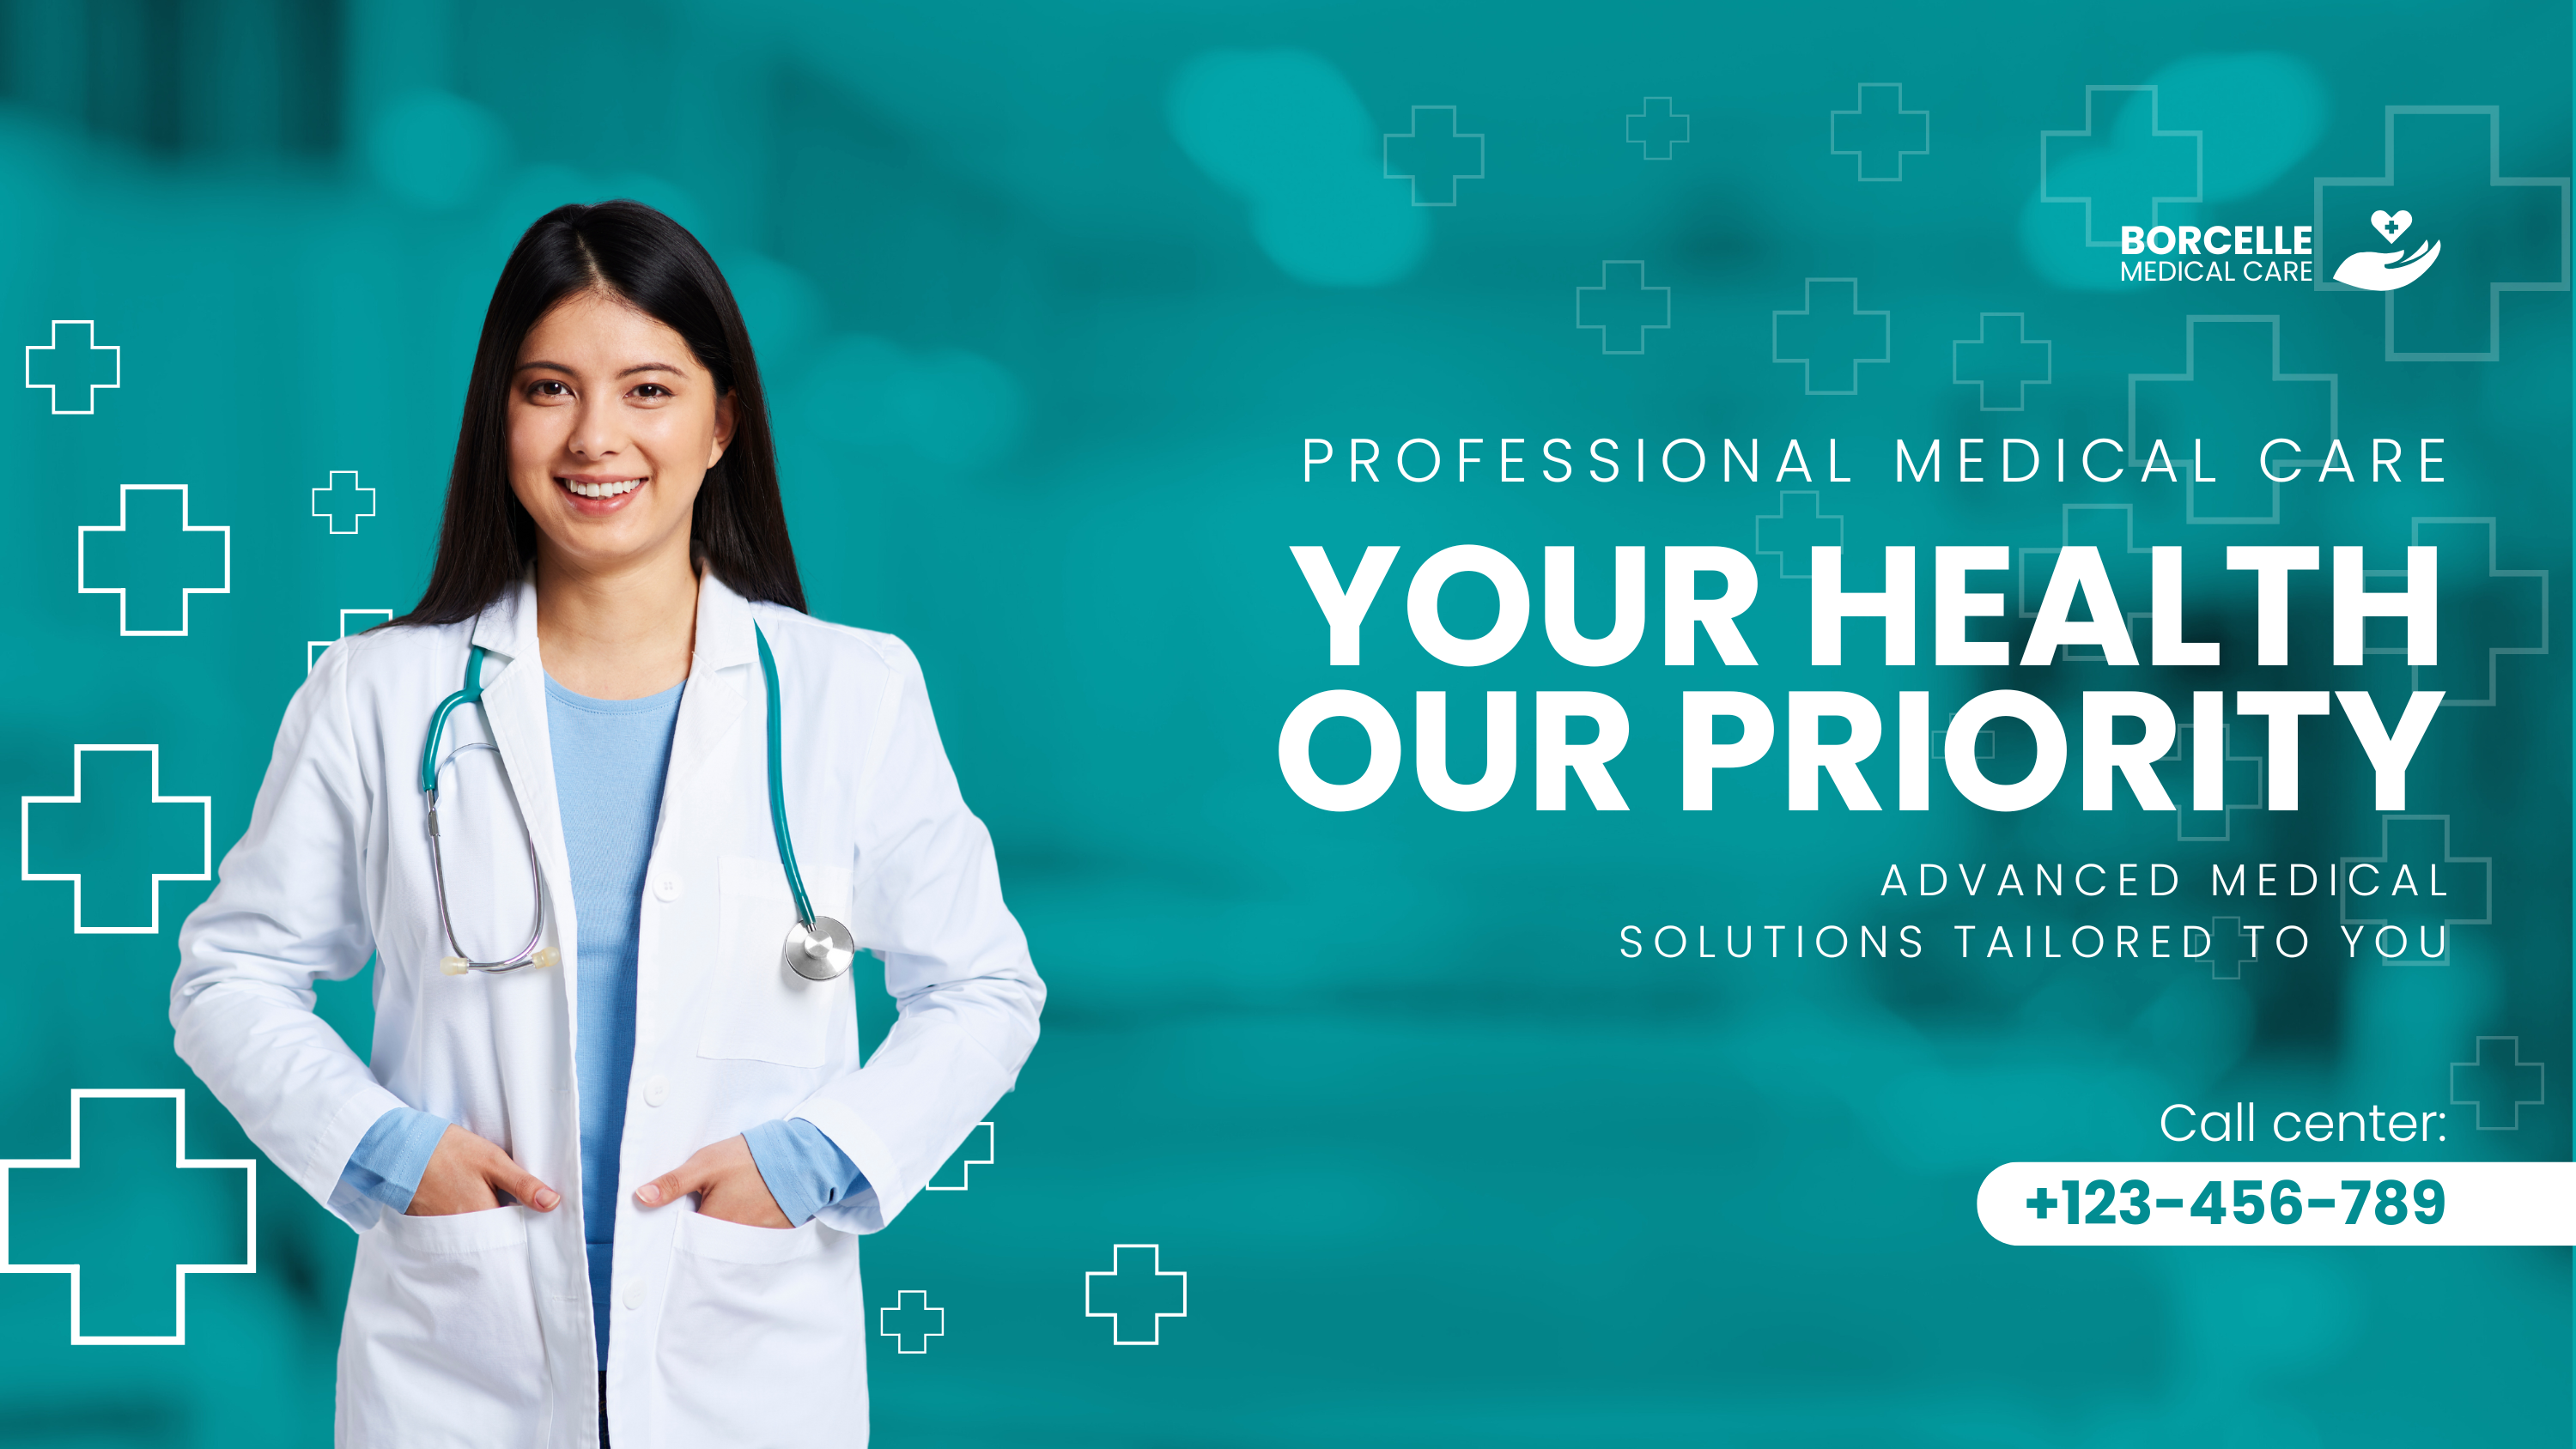 BORCELLE
MEDICAL CARE
PROFESSIONAL MEDICAL CARE
YOUR HEALTH
OUR PRIORITY
ADVANCED MEDICAL
SOLUTIONS TAILORED TO YOU
Call center:
+123-456-789